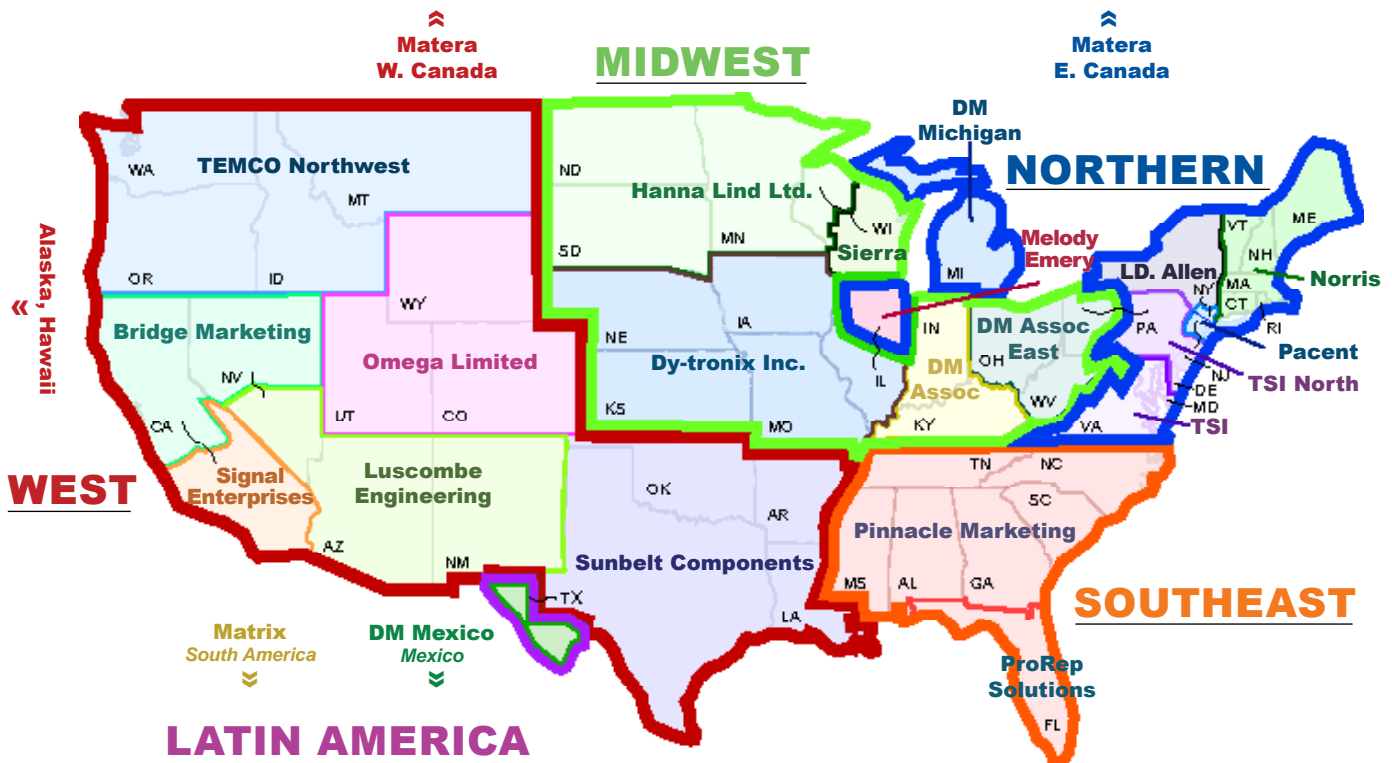 Matera
W. Canada
MIDWEST
Matera
E. Canada
DM
Michigan
NORTHERN
WA
TEMCO Northwest
MT
OR
ID
ND
Hanna Lind Ltd.
SD
MN
WI
Sierra
MI
Melody
Emery
LD. Allen
NY
VT
ME
NH
MA
CT
RI
Norris
Alaska, Hawaii
Bridge Marketing
NV
CA
WY
Omega Limited
UT
CO
NE
IA
Dy-tronix Inc.
KS
MO
IL
IN
DM
Assoc
KY
DM Assoc
East
OH
WV
PA
Pacent
NJ
TSI North
DE
MD
TSI
VA
WEST
Signal
Enterprises
Luscombe
Engineering
AZ
NM
OK
AR
Sunbelt Components
TX
LA
TN
NC
SC
Pinnacle Marketing
MS
AL
GA
SOUTHEAST
ProRep
Solutions
FL
Matrix
South America
DM Mexico
Mexico
LATIN AMERICA